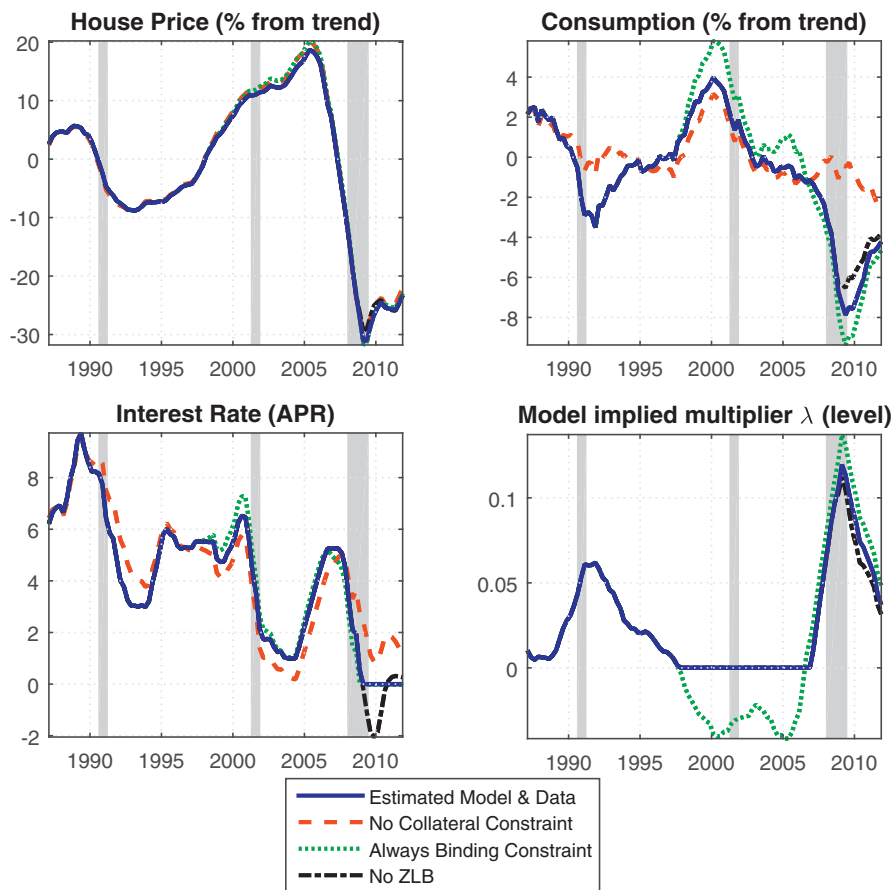 House Price (% from trend)
20
10
0
-10
-20
-30
1990 1995 2000 2005 2010
Consumption (% from trend)
4
2
0
-2
-4
-6
-8
1990 1995 2000 2005 2010
Interest Rate (APR)
8
6
4
2
0
-2
1990 1995 2000 2005 2010
Model implied multiplier λ (level)
0.1
0.05
0
1990 1995 2000 2005 2010
Estimated Model & Data
No Collateral Constraint
Always Binding Constraint
No ZLB